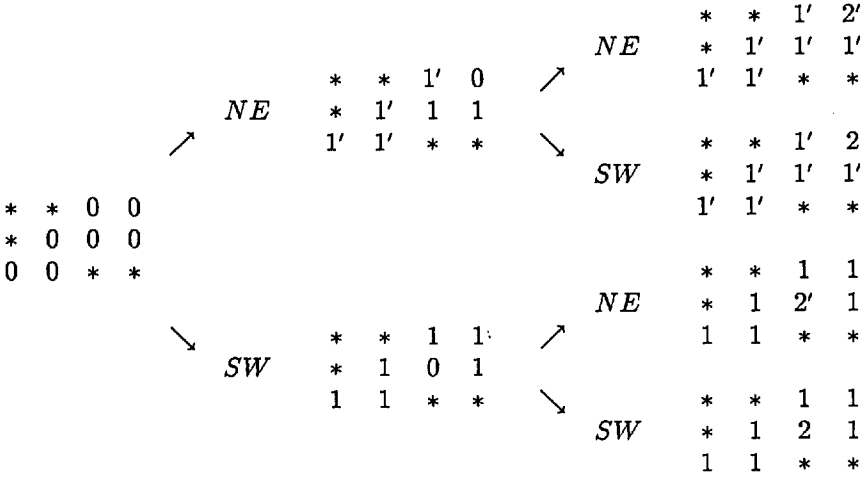 * * 0 0
* 0 0 0
0 0 * *
↗
NE
* * 1′ 0
* 1′ 1 1
1′ 1′ * *
↗
NE
* * 1′ 2′
* 1′ 1′ 1′
1′ 1′ * *
↘
SW
* * 1′ 2
* 1′ 1′ 1′
1′ 1′ * *
↘
SW
* * 1 1
* 1 0 1
1 1 * *
↗
NE
* * 1 1
* 1 2′ 1
1 1 * *
↘
SW
* * 1 1
* 1 2 1
1 1 * *